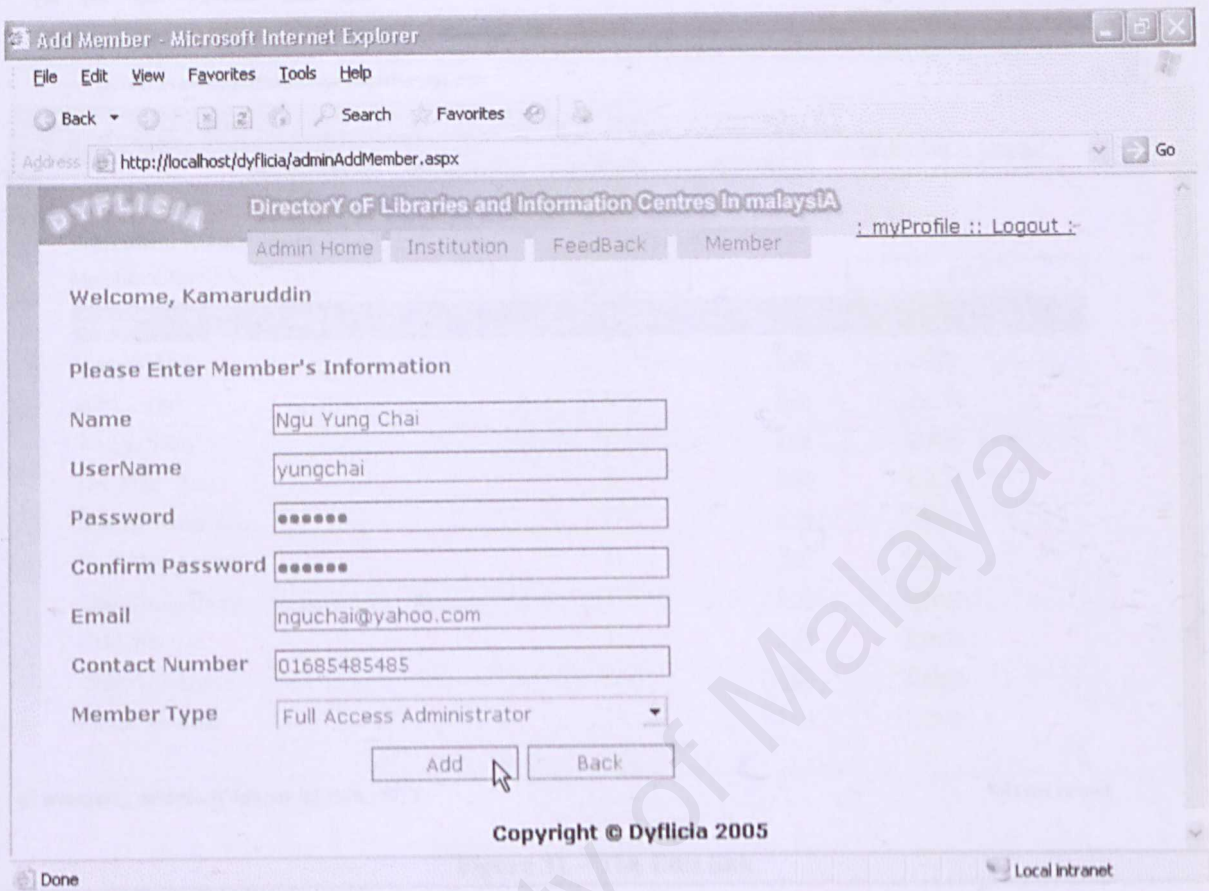 Add Member - Microsoft Internet Explorer
File Edit View Favorites Tools Help
Back Search Favorites
Address http://localhost/dyflicia/adminAddMember.aspx Go
DYFLICIA DirectorY oF Libraries and Information Centres In malaysiA
: myProfile :: Logout :
Admin Home Institution FeedBack Member
Welcome, Kamaruddin
Please Enter Member's Information
Name Ngu Yung Chai
UserName yungchai
Password ●●●●●●
Confirm Password ●●●●●●
Email nguchai@yahoo.com
Contact Number 01685485485
Member Type Full Access Administrator
Add Back
Copyright © Dyflicia 2005
Done Local intranet
of Malaya